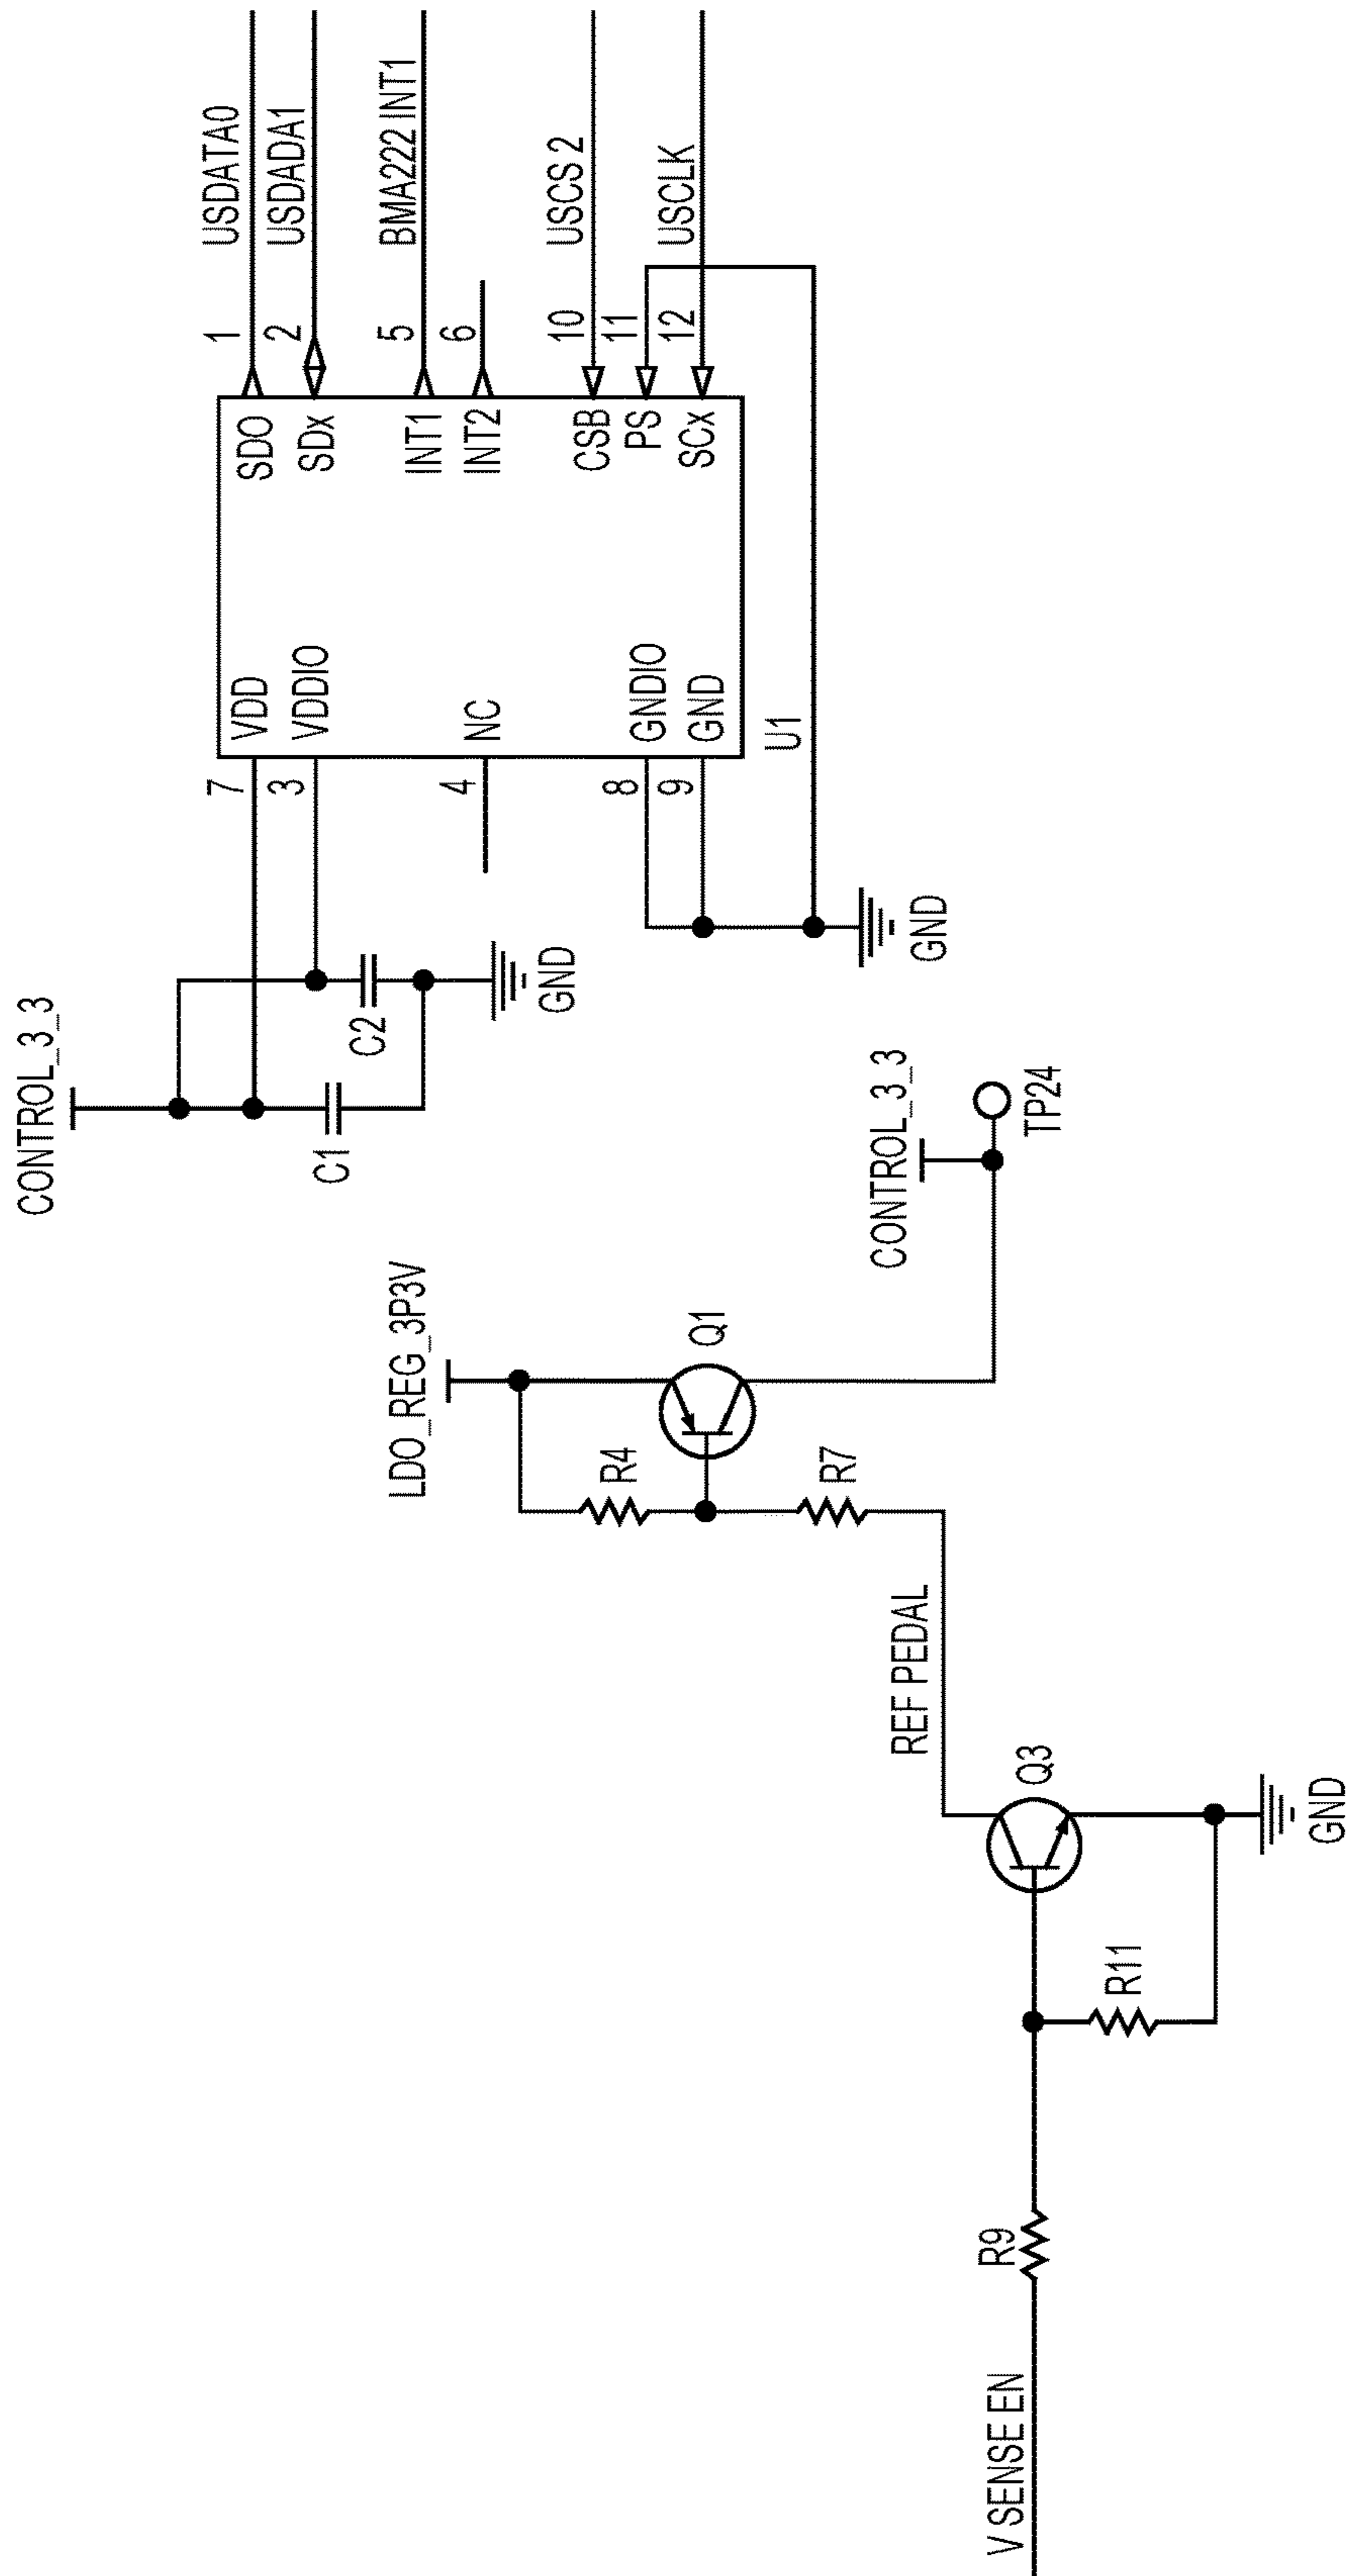 CONTROL_3_3
C1
C2
GND
7
3
4
8
9
VDD
VDDIO
NC
GNDIO
GND
U1
SDO
SDx
INT1
INT2
CSB
PS
SCx
1
2
5
6
10
11
12
USDATA0
USDADA1
BMA222 INT1
USCS 2
USCLK
GND
LDO_REG_3P3V
R4
Q1
R7
CONTROL_3_3
TP24
REF PEDAL
Q3
GND
R11
R9
V SENSE EN